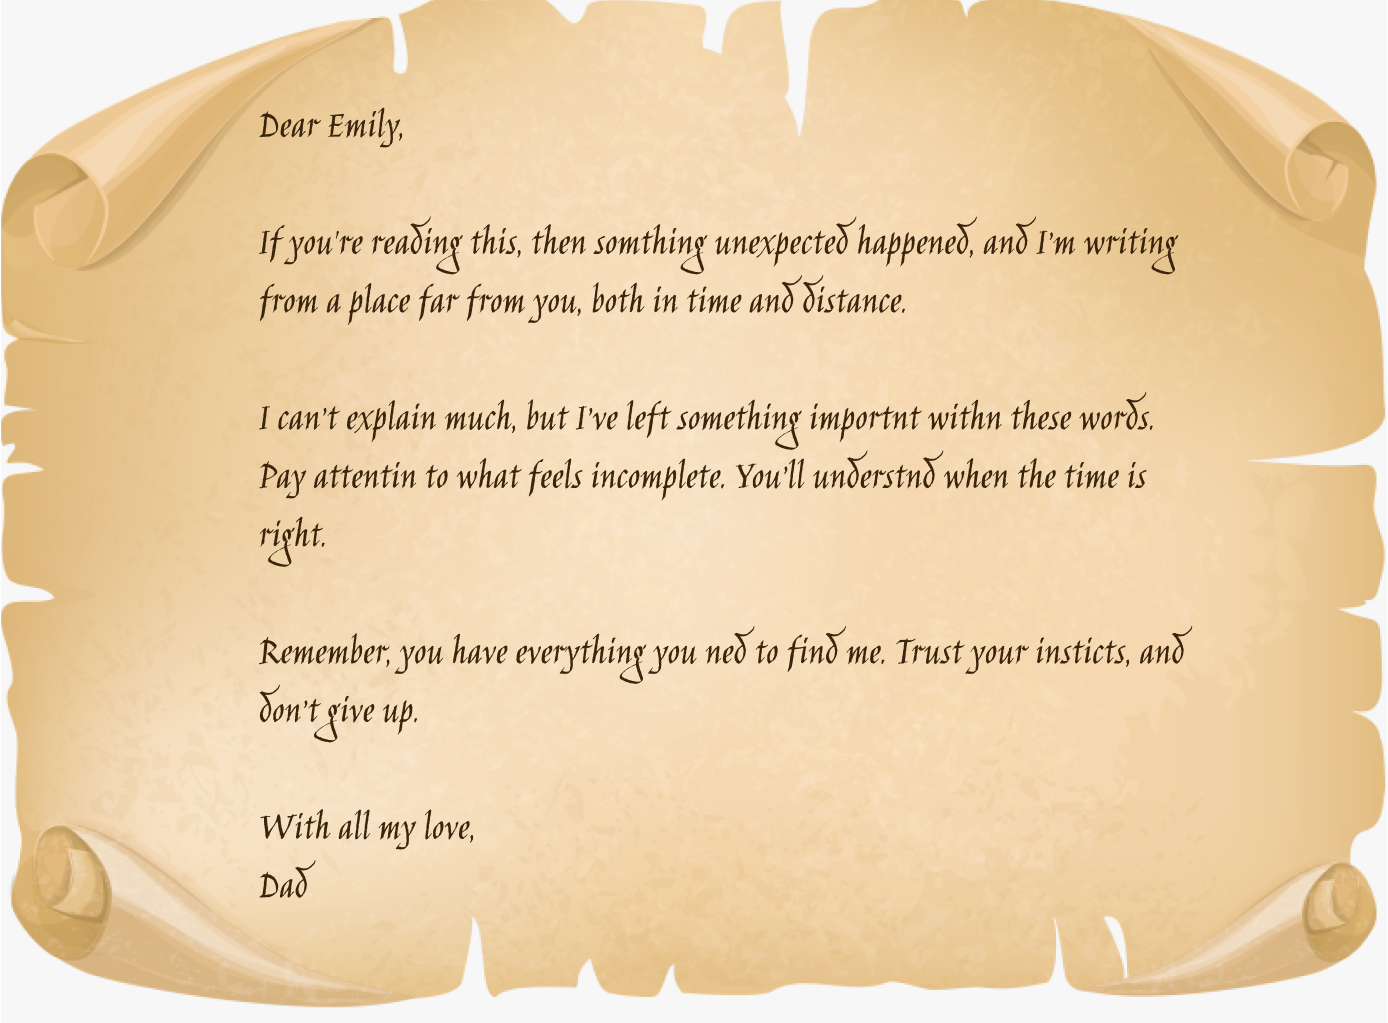 Dear Emily,
If you're reading this, then somthing unexpected happened, and I'm writing
from a place far from you, both in time and distance.
I can't explain much, but I've left something importnt withn these words.
Pay attentin to what feels incomplete. You'll understnd when the time is
right.
Remember, you have everything you ned to find me. Trust your insticts, and
don't give up.
With all my love,
Dad